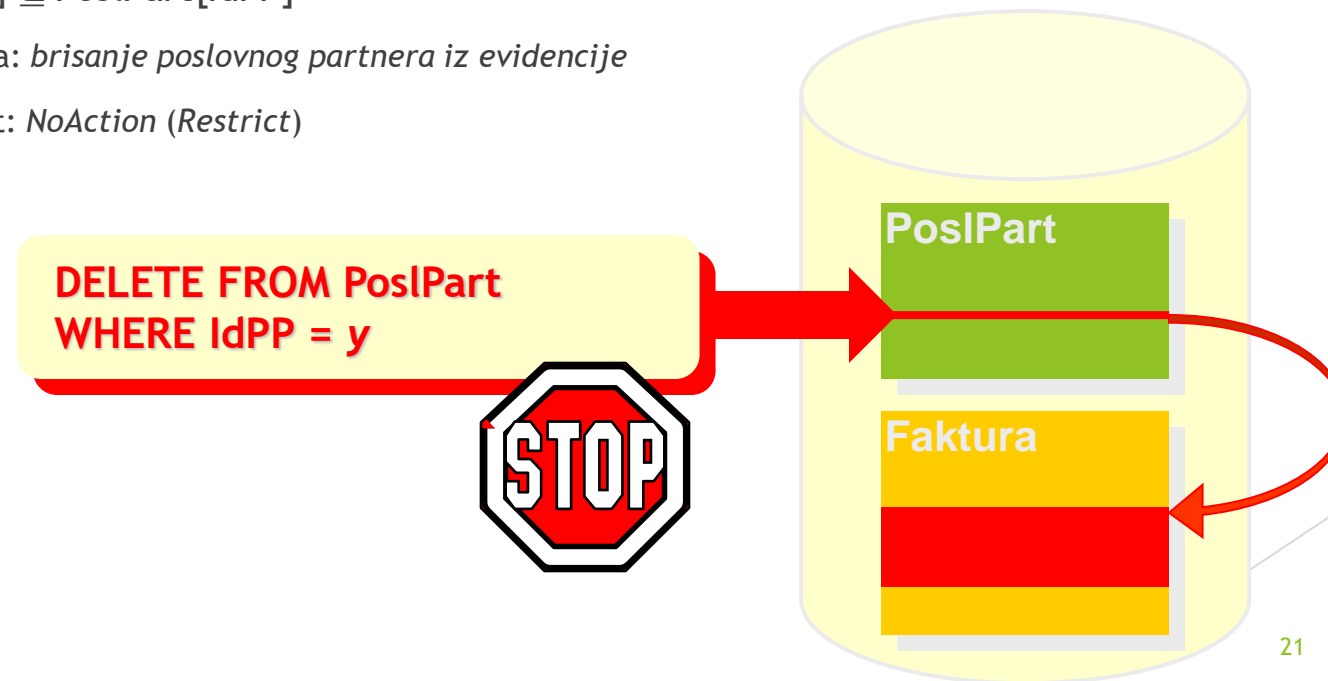 a: brisanje poslovnog partnera iz evidencije
: NoAction (Restrict)
DELETE FROM PoslPart
WHERE IdPP = y
STOP
PoslPart
Faktura
21